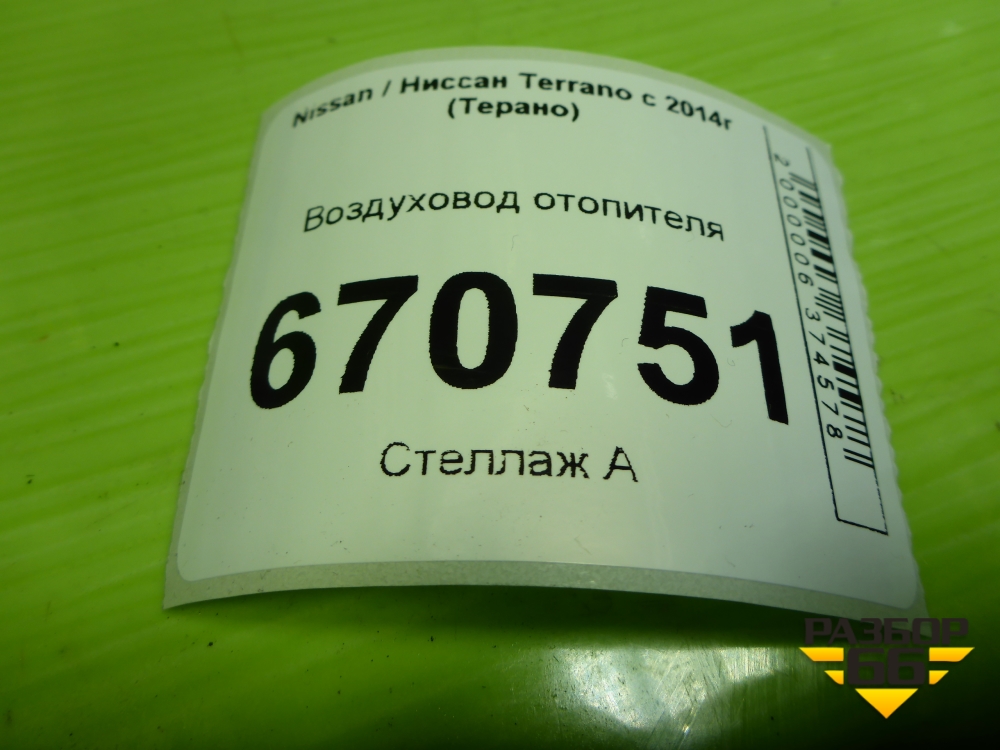 Nissan / Ниссан Terrano с 2014г
(Терано)
Воздуховод отопителя
670751
Стеллаж А
2000006374578
РАЗБОР
66